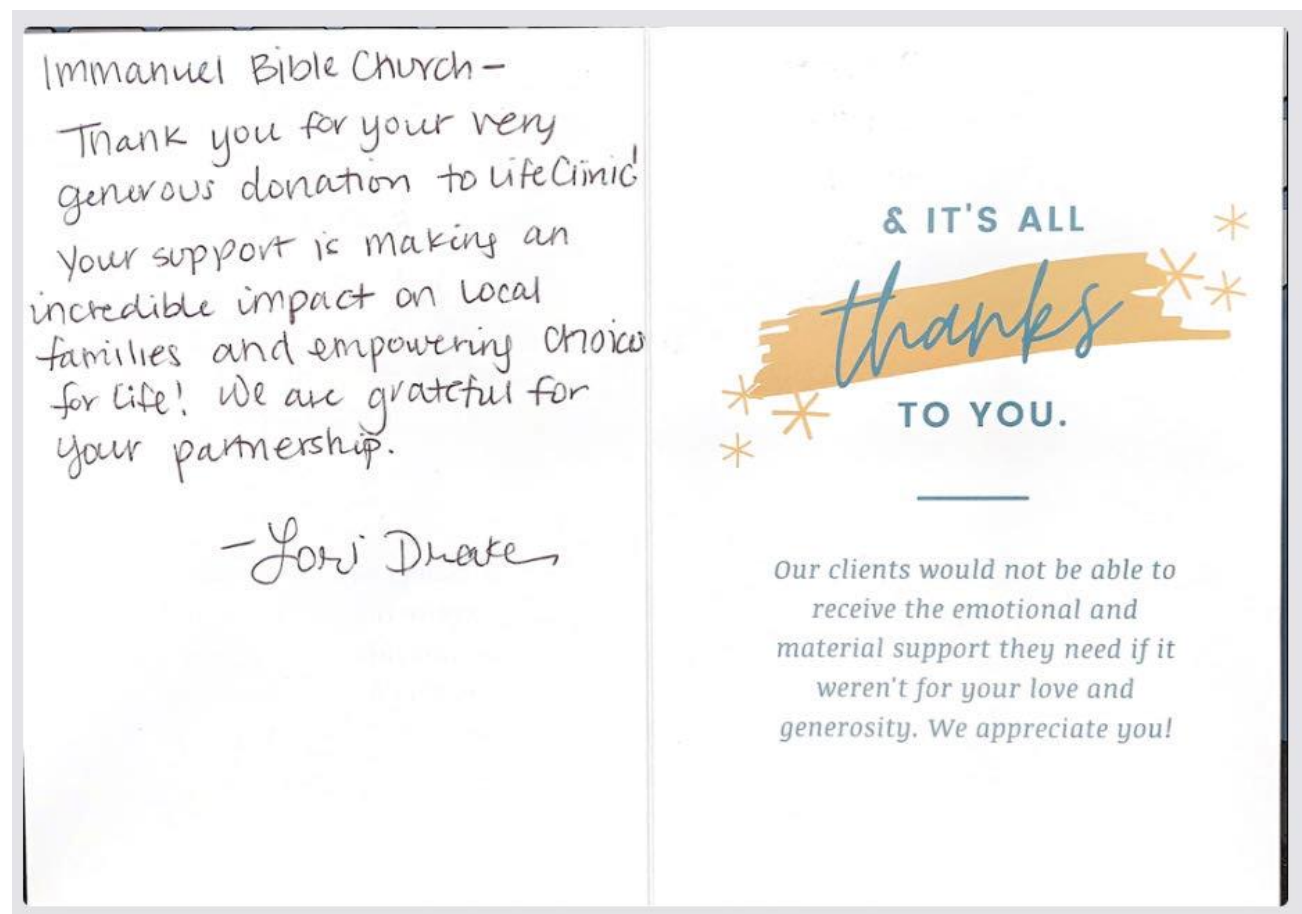 Immanuel Bible Church –
Thank you for your very
generous donation to LifeClinic!
Your support is making an
incredible impact on local
families and empowering choices
for life! We are grateful for
your partnership.
– Lori Drake
& IT'S ALL
thanks
TO YOU.
Our clients would not be able to
receive the emotional and
material support they need if it
weren't for your love and
generosity. We appreciate you!